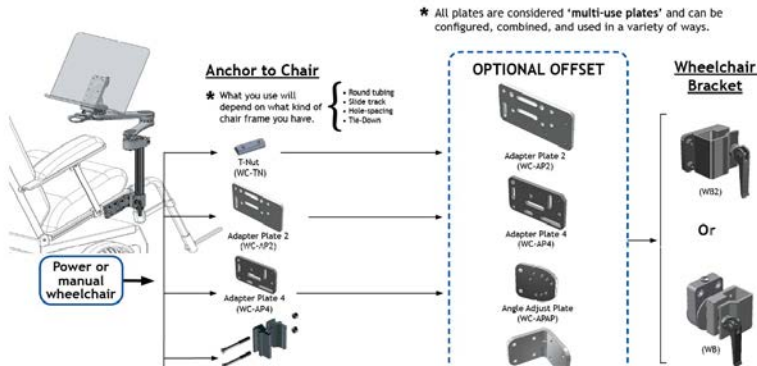 * All plates are considered ‘multi-use plates’ and can be
configured, combined, and used in a variety of ways.
Anchor to Chair
* What you use will
depend on what kind of
chair frame you have.
• Round tubing
• Slide track
• Hole-spacing
• Tie-Down
OPTIONAL OFFSET
Wheelchair
Bracket
T-Nut
(WC-TN)
Adapter Plate 2
(WC-AP2)
Adapter Plate 2
(WC-AP2)
Adapter Plate 4
(WC-AP4)
(WB2)
Or
Power or
manual
wheelchair
Adapter Plate 4
(WC-AP4)
Angle Adjust Plate
(WC-APAP)
(WB)